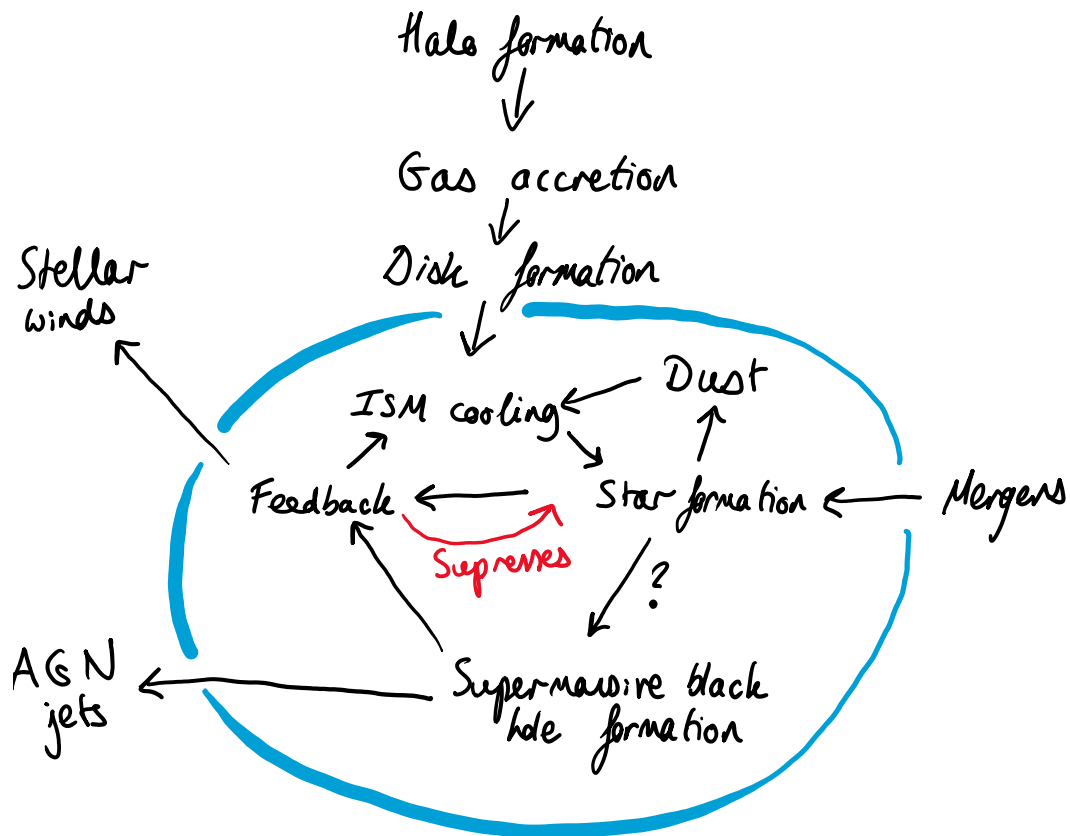 Halo formation
Gas accretion
Disk formation
Stellar
winds
Dust
ISM cooling
Feedback
Star formation
Mergers
Supresses
?
AGN
jets
Supermassive black
hole formation